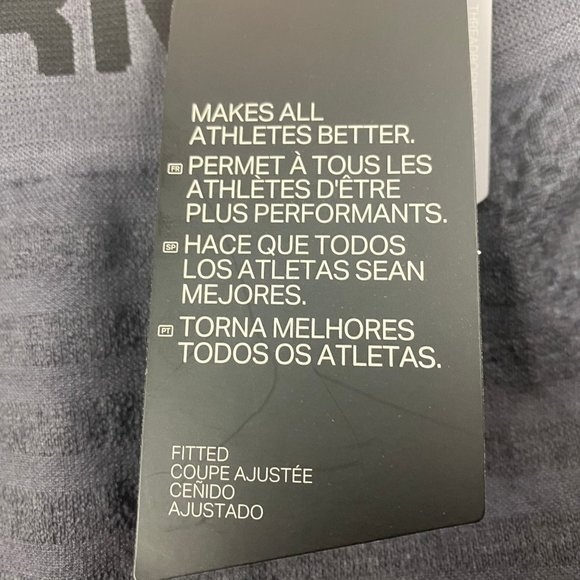 MAKES ALL
ATHLETES BETTER.
FR PERMET À TOUS LES
ATHLÈTES D'ÊTRE
PLUS PERFORMANTS.
SP HACE QUE TODOS
LOS ATLETAS SEAN
MEJORES.
PT TORNA MELHORES
TODOS OS ATLETAS.
FITTED
COUPE AJUSTÉE
CEÑIDO
AJUSTADO